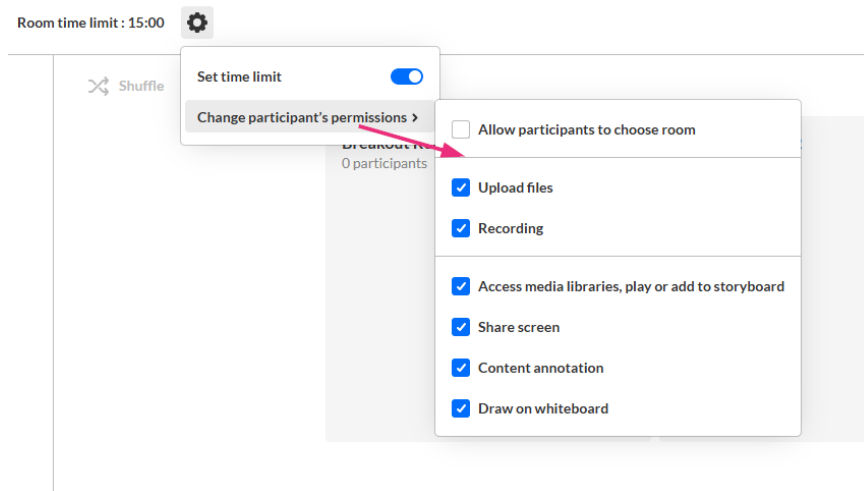 Room time limit : 15:00
Shuffle
Set time limit
Change participant's permissions >
0 participants
Allow participants to choose room
Upload files
Recording
Access media libraries, play or add to storyboard
Share screen
Content annotation
Draw on whiteboard